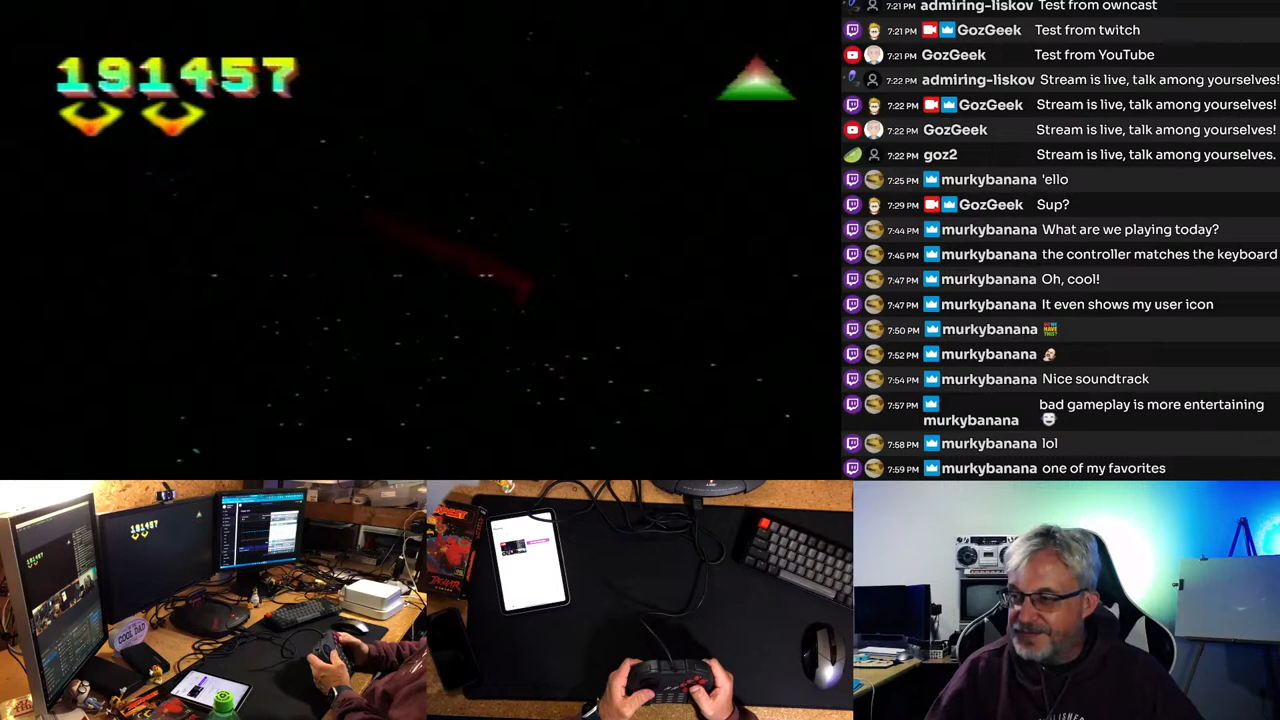 191457
7:21 PM admiring-liskov Test from owncast
7:21 PM GozGeek Test from twitch
7:21 PM GozGeek Test from YouTube
7:22 PM admiring-liskov Stream is live, talk among yourselves!
7:22 PM GozGeek Stream is live, talk among yourselves!
7:22 PM GozGeek Stream is live, talk among yourselves!
7:22 PM goz2 Stream is live, talk among yourselves.
7:25 PM murkybanana 'ello
7:29 PM GozGeek Sup?
7:44 PM murkybanana What are we playing today?
7:45 PM murkybanana the controller matches the keyboard
7:47 PM murkybanana Oh, cool!
7:47 PM murkybanana It even shows my user icon
7:50 PM murkybanana
7:52 PM murkybanana
7:54 PM murkybanana Nice soundtrack
7:57 PM murkybanana bad gameplay is more entertaining
7:58 PM murkybanana lol
7:59 PM murkybanana one of my favorites
191457
191457
COOL DAD
JAGUAR